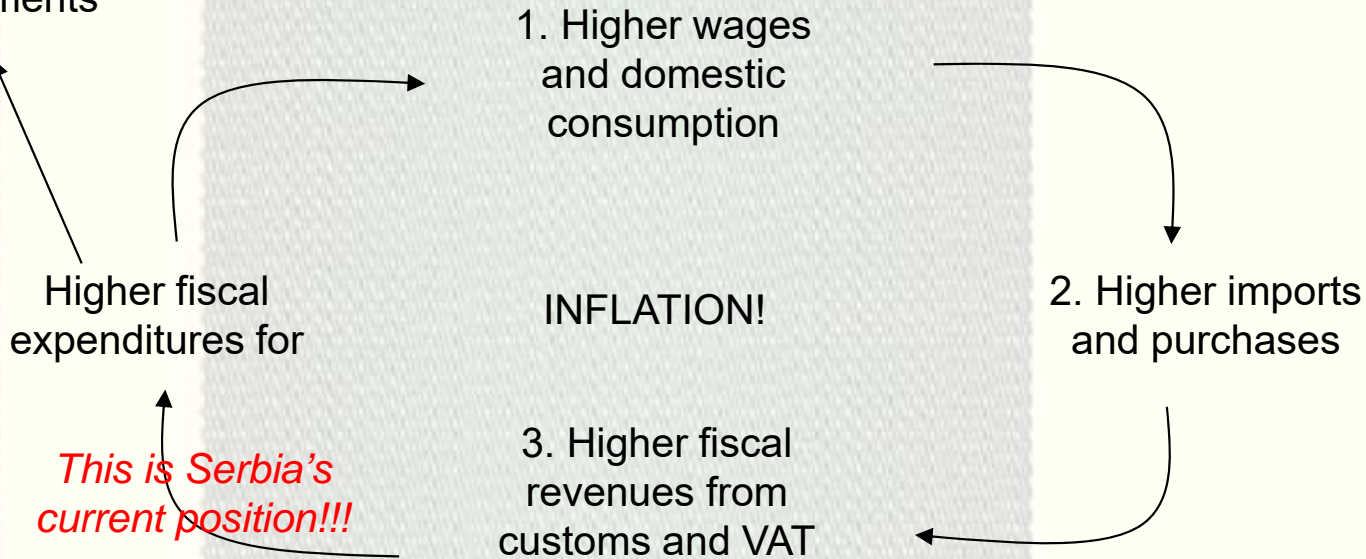 1. Higher wages
and domestic
consumption
2. Higher imports
and purchases
3. Higher fiscal
revenues from
customs and VAT
Higher fiscal
expenditures for
INFLATION!
This is Serbia's
current position!!!